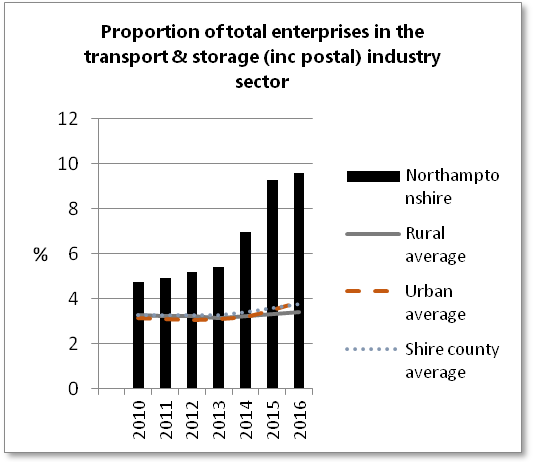 Proportion of total enterprises in the
transport & storage (inc postal) industry
sector
12
10
8
6
4
2
0
%
2010
2011
2012
2013
2014
2015
2016
Northampto
nshire
Rural
average
Urban
average
Shire county
average